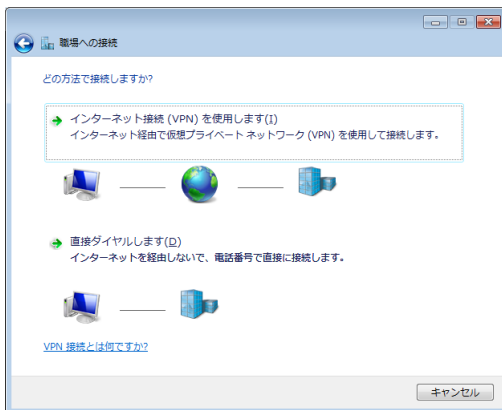 職場への接続
どの方法で接続しますか?
インターネット接続 (VPN) を使用します(I)
インターネット経由で仮想プライベート ネットワーク (VPN) を使用して接続します。
直接ダイヤルします(D)
インターネットを経由しないで、電話番号で直接に接続します。
VPN 接続とは何ですか?
キャンセル